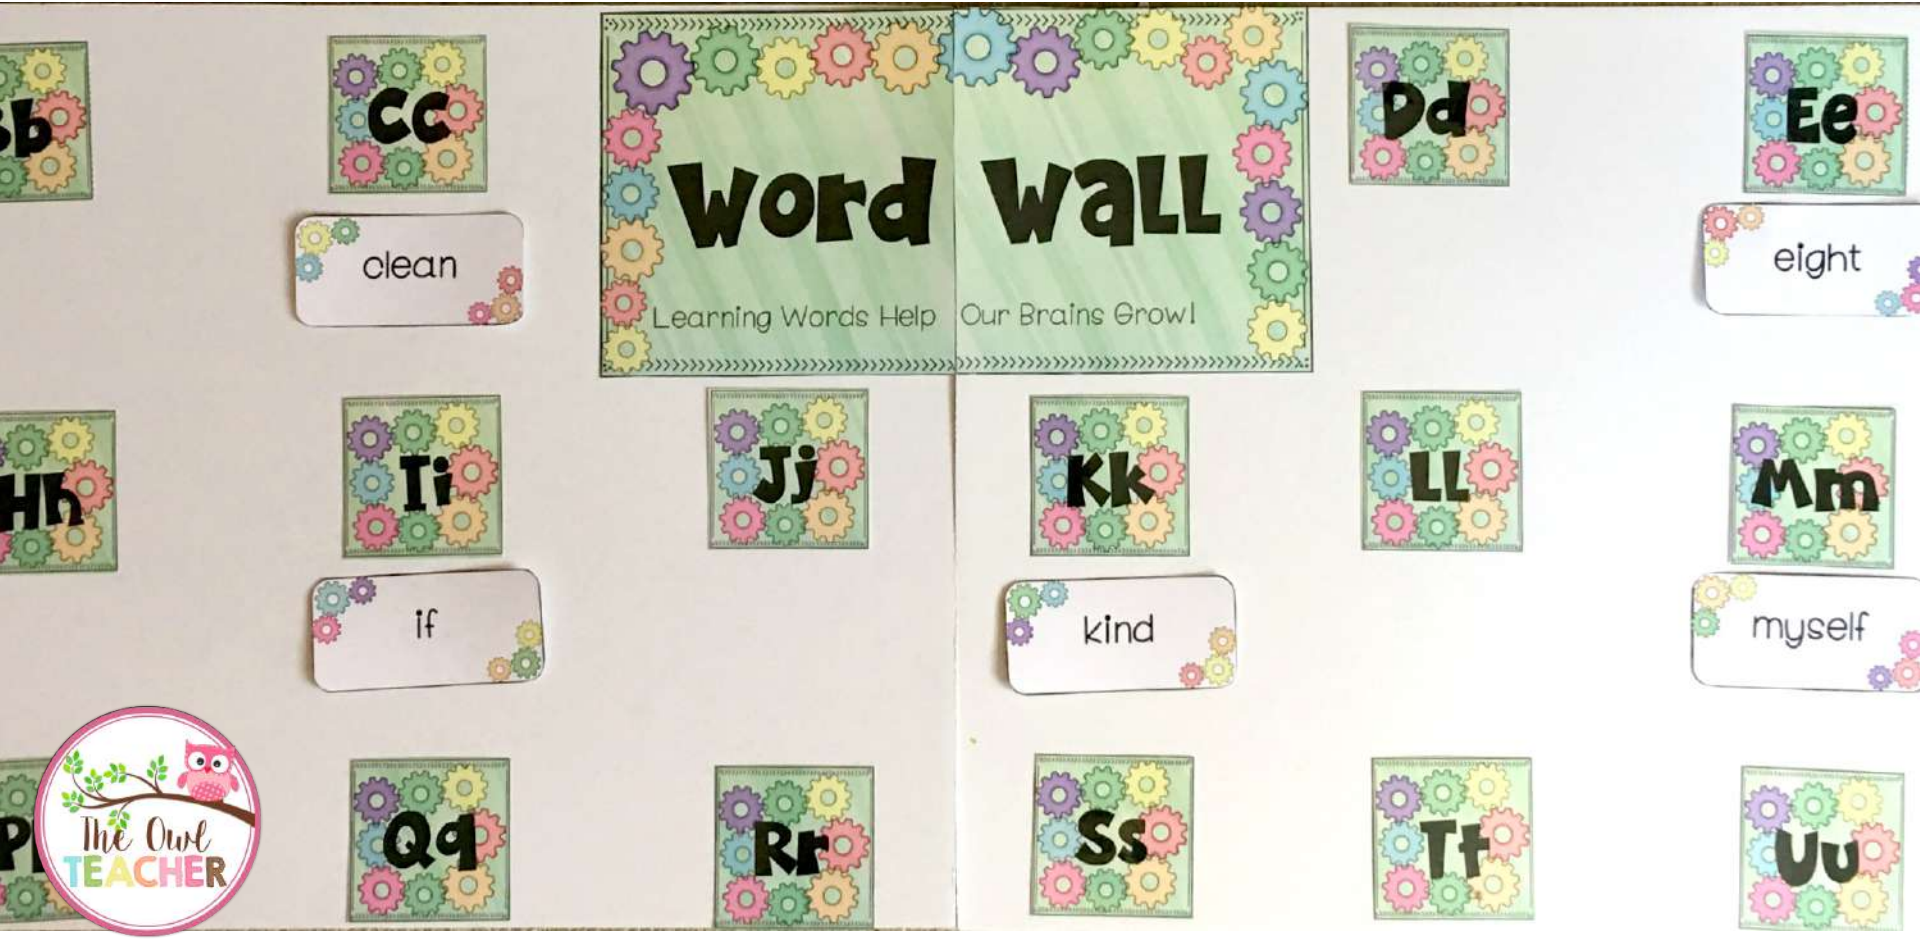 Bb
Cc
Word Wall
Learning Words Help Our Brains Grow!
Dd
Ee
clean
eight
Hh
Ii
Jj
Kk
LL
Mm
if
kind
myself
Qq
Rr
Ss
Tt
Uu
The Owl
TEACHER